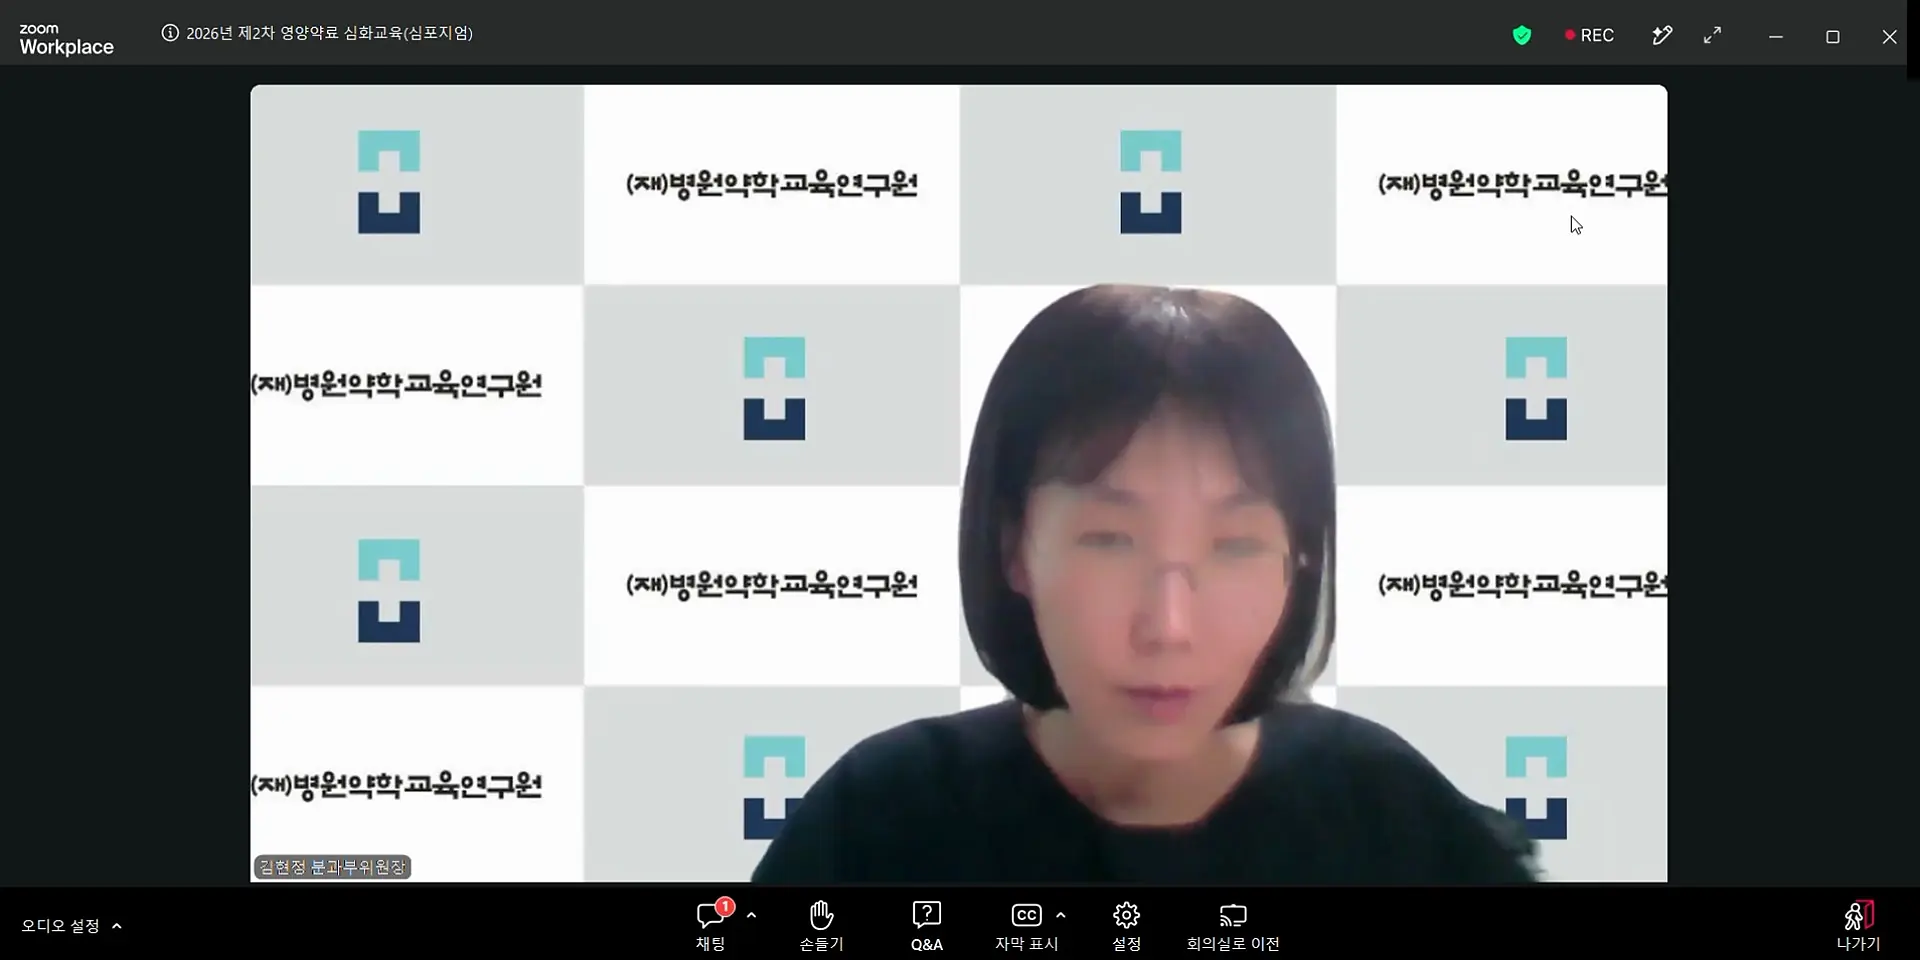 zoom
Workplace
2026년 제2차 영양약료 심화교육(심포지엄)
REC
(재)병원약학교육연구원
(재)병원약학교육연구원
(재)병원약학교육연구원
(재)병원약학교육연구원
(재)병원약학교육연구원
(재)병원약학교육연구원
김현정 분과부위원장
오디오 설정
1
채팅
손들기
Q&A
CC
자막 표시
설정
회의실로 이전
나가기